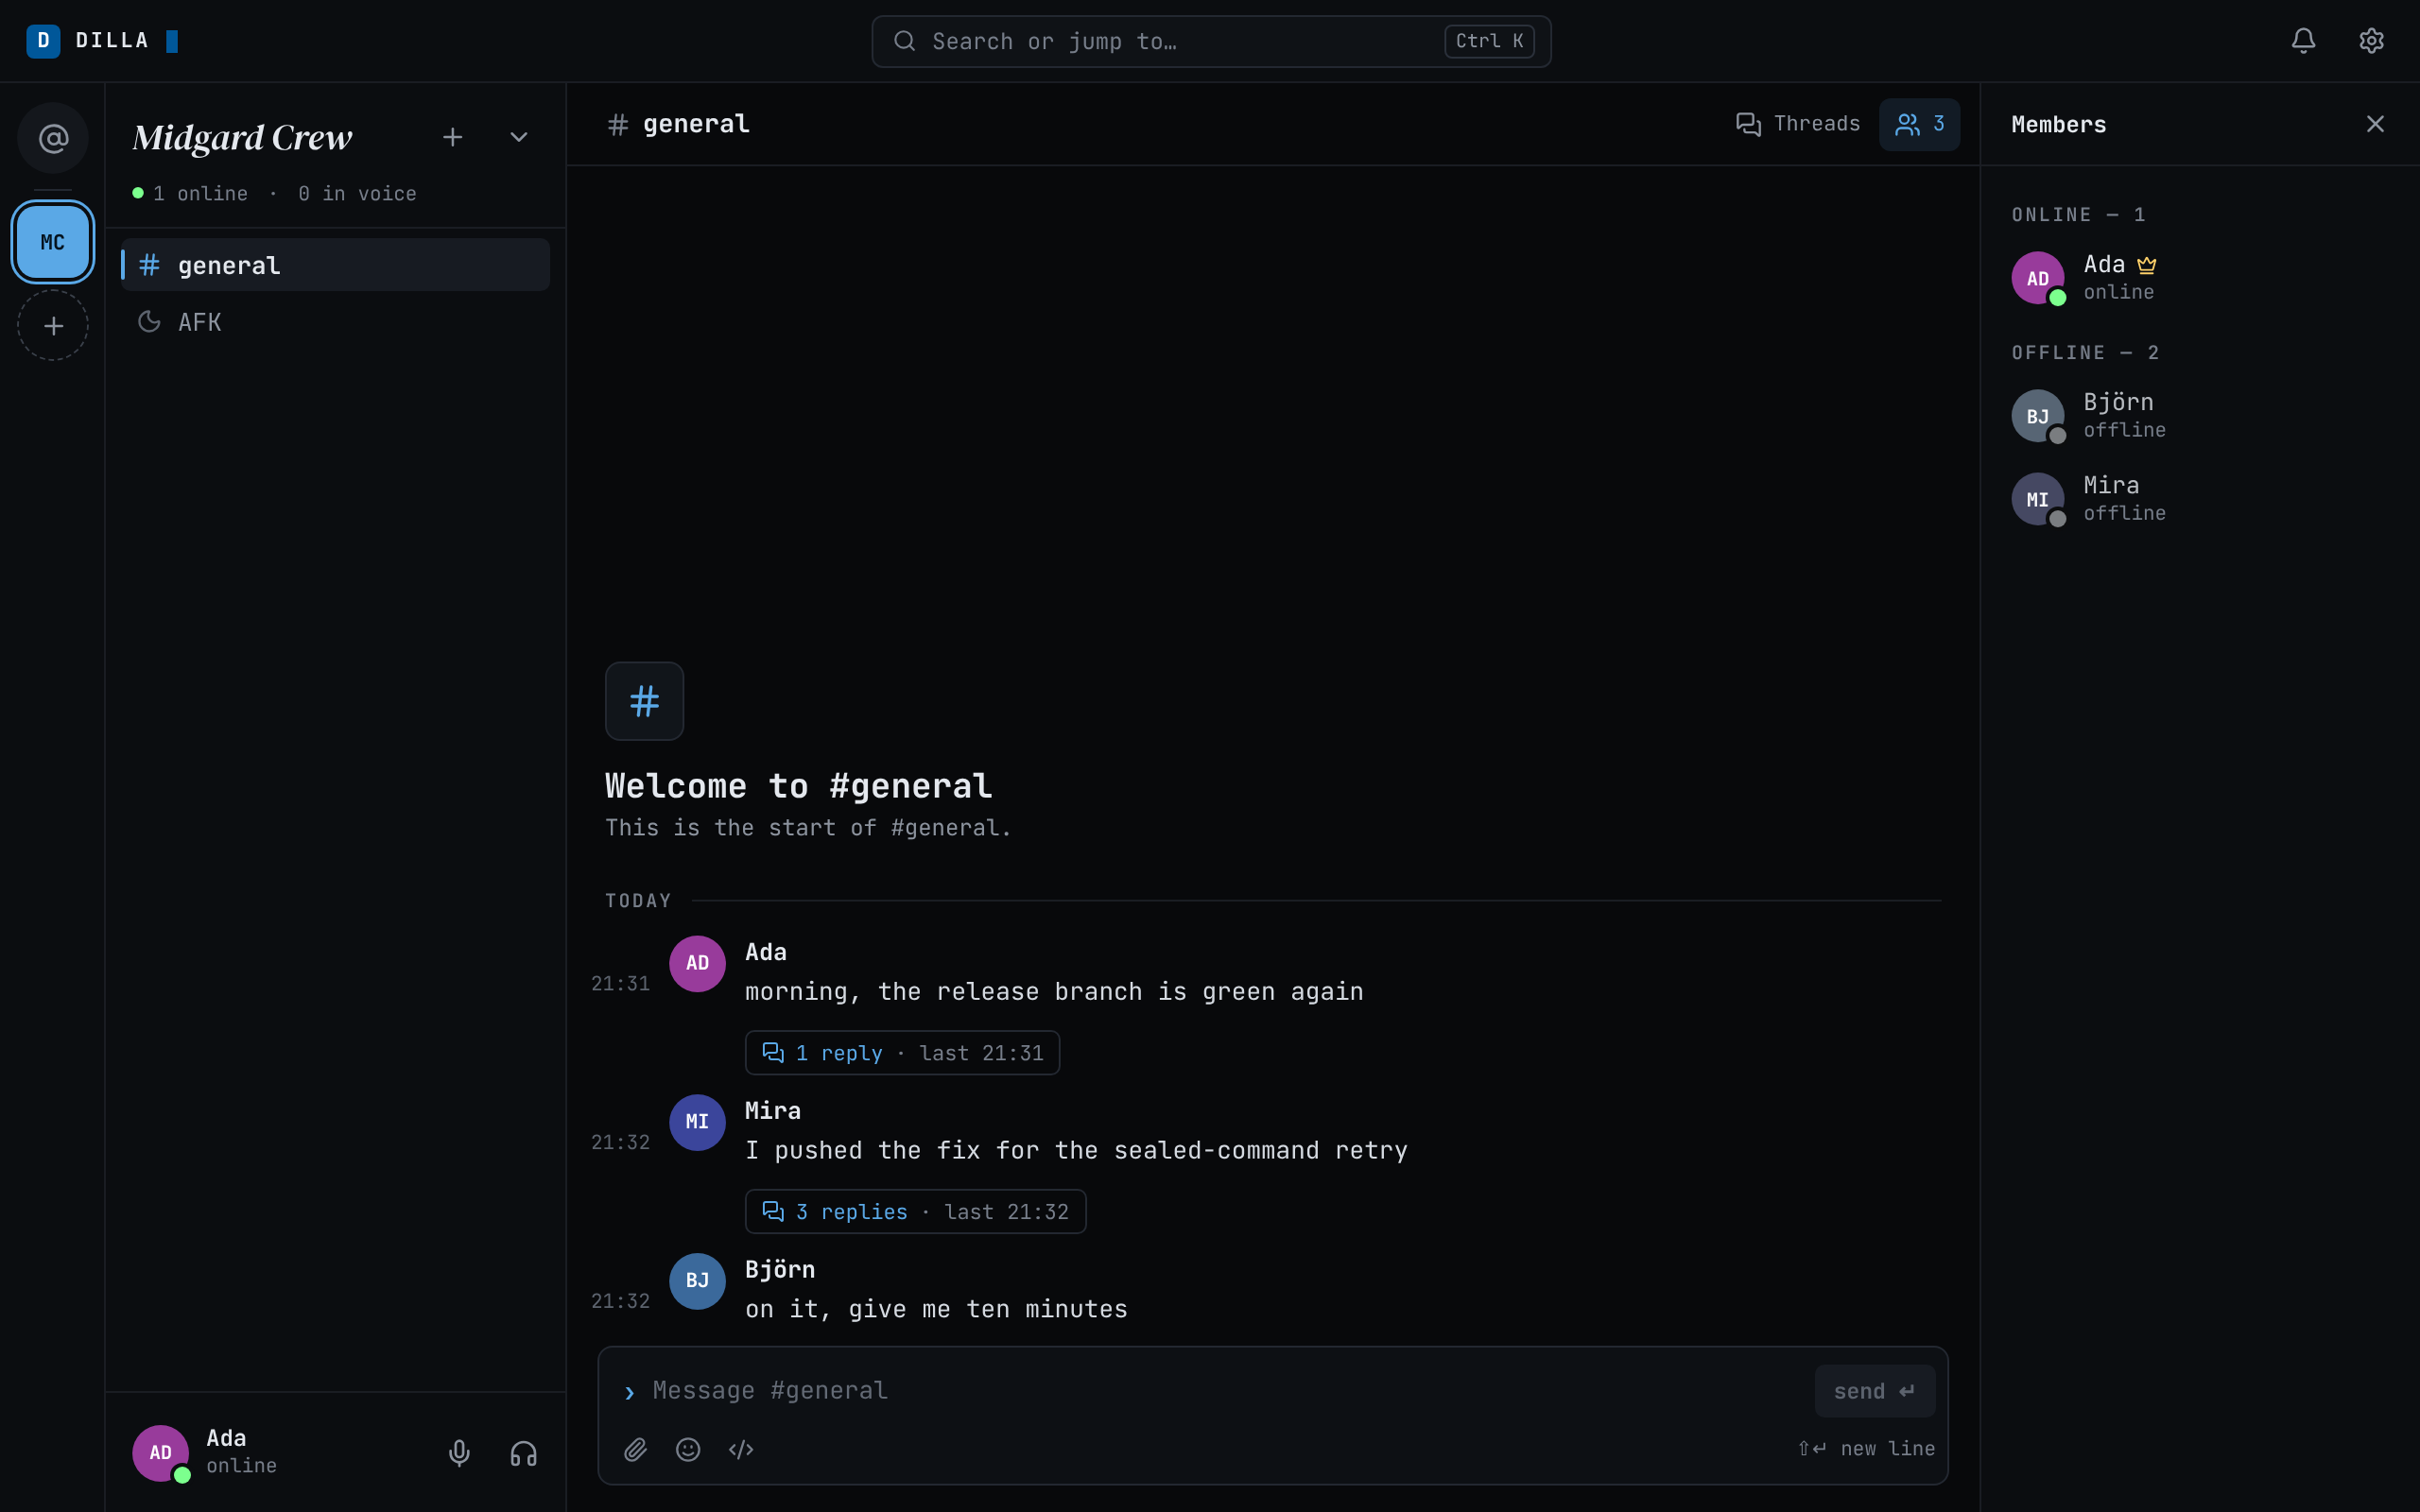 D DILLA
Search or jump to…
Ctrl K
MC
Midgard Crew
1 online · 0 in voice
general
AFK
AD
Ada
online
# general
Threads
3
Welcome to #general
This is the start of #general.
TODAY
21:31
AD
Ada
morning, the release branch is green again
1 reply · last 21:31
21:32
MI
Mira
I pushed the fix for the sealed-command retry
3 replies · last 21:32
21:32
BJ
Björn
on it, give me ten minutes
› Message #general
send ↵
⇧↵ new line
Members
ONLINE — 1
AD
Ada
online
OFFLINE — 2
BJ
Björn
offline
MI
Mira
offline